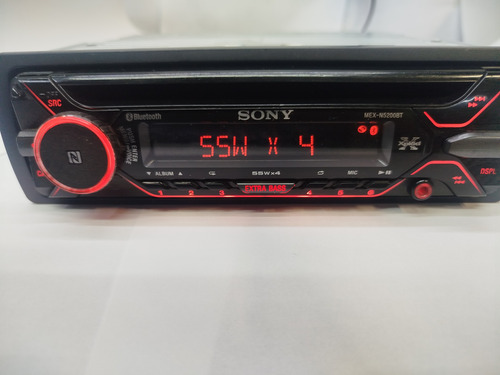 OFF
SRC
Bluetooth
SONY
MEX-N5200BT
55W X 4
ALBUM
55W×4
MIC
DSPL
1 2 3 EXTRA BASS 4 5 6